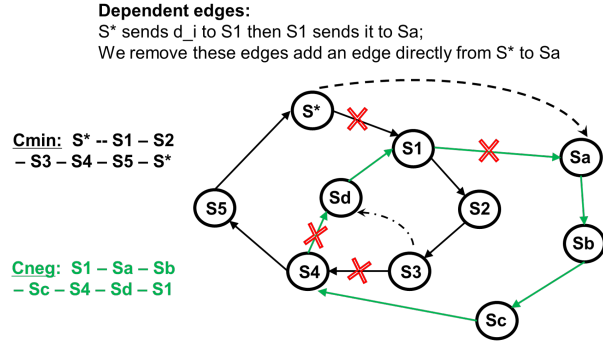 Dependent edges:
S* sends d_i to S1 then S1 sends it to Sa;
We remove these edges add an edge directly from S* to Sa
S*
Cmin: S* -- S1 – S2
– S3 – S4 – S5 – S*
S1
Sa
Sd
S5
S2
Sb
Cneg: S1 – Sa – Sb
– Sc – S4 – Sd – S1
S4
S3
Sc